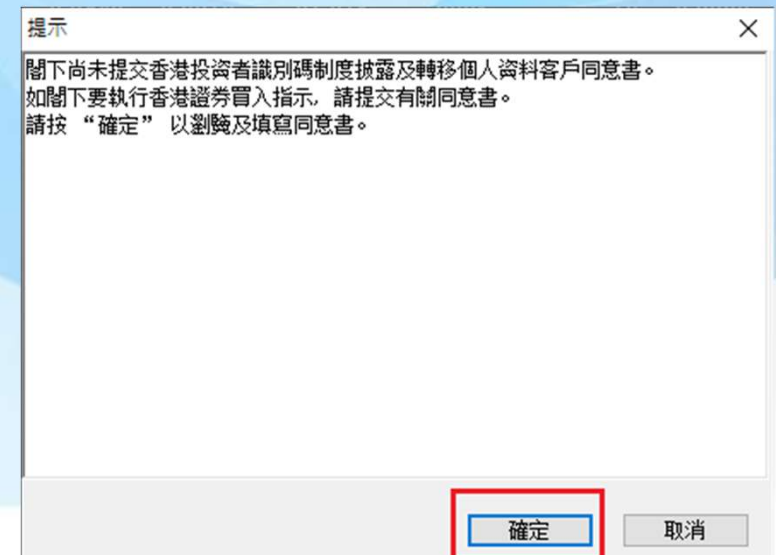 提示
閣下尚未提交香港投資者識別碼制度披露及轉移個人資料客戶同意書。
如閣下要執行香港證券買入指示, 請提交有關同意書。
請按 “確定” 以瀏覽及填寫同意書。
確定
取消